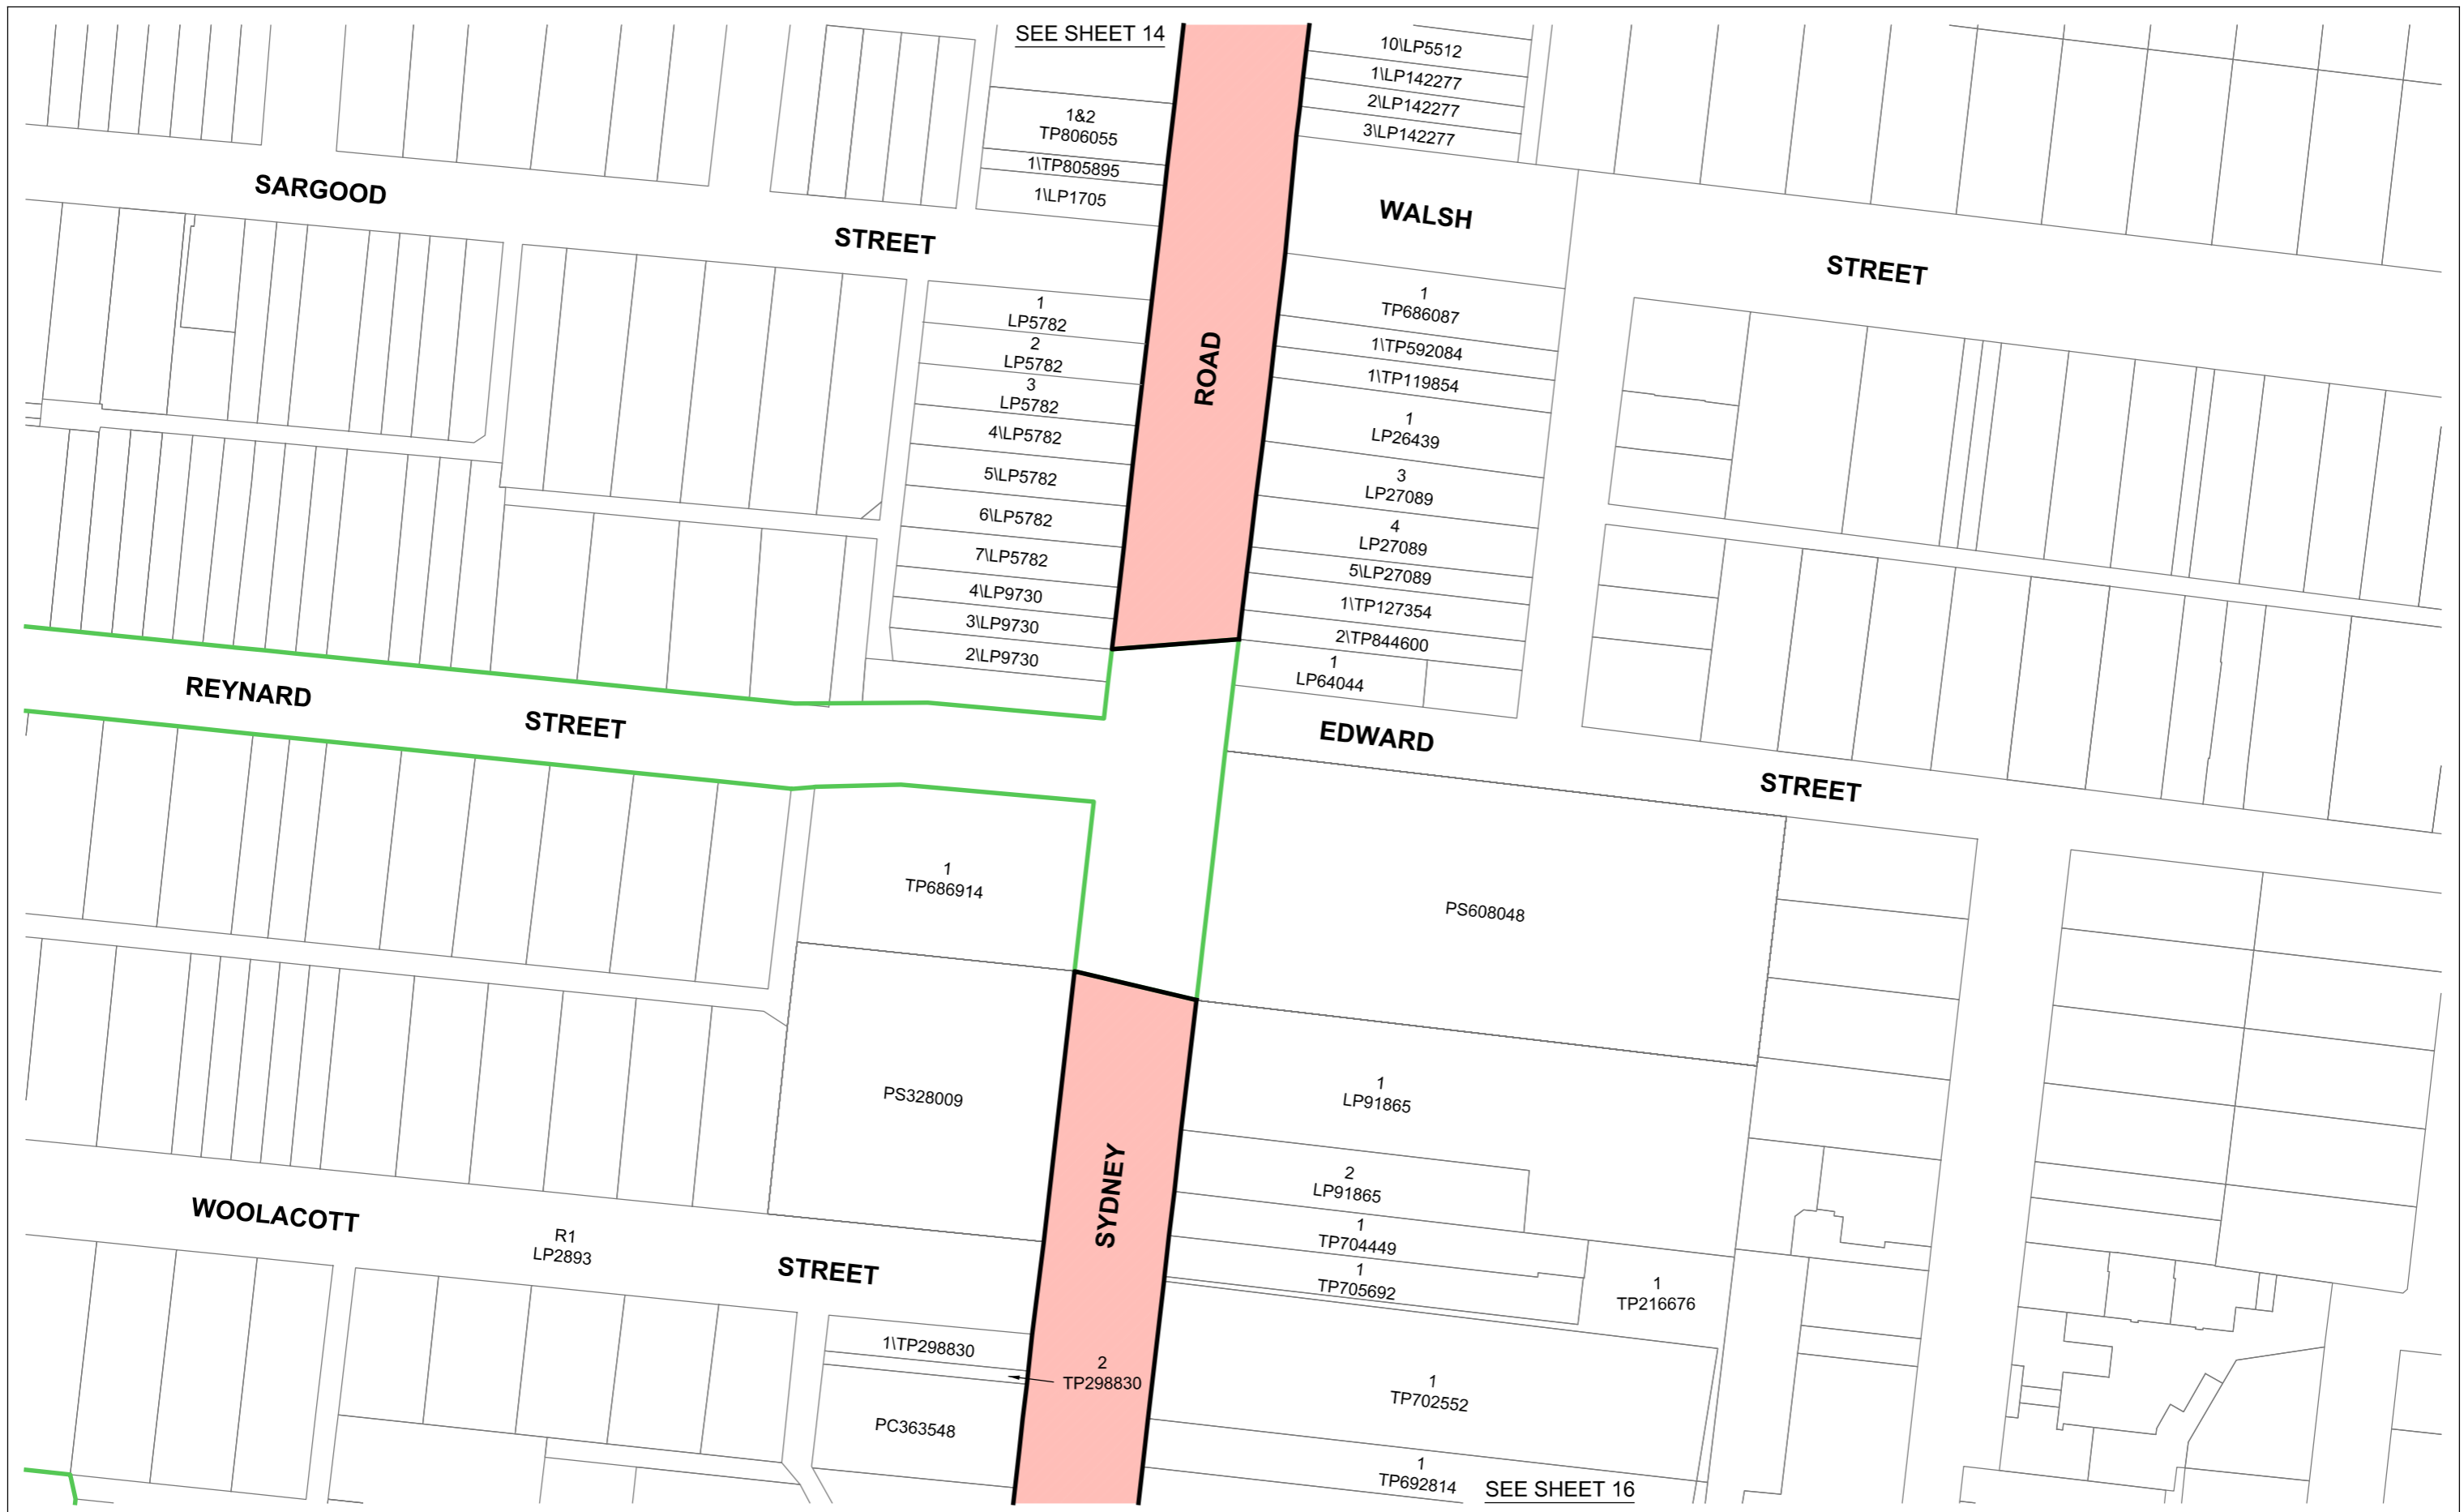 SEE SHEET 14
10\LP5512
1\LP142277
2\LP142277
3\LP142277
1&2
TP806055
1\TP805895
1\LP1705
SARGOOD
STREET
WALSH
STREET
1
LP5782
2
LP5782
3
LP5782
4\LP5782
5\LP5782
6\LP5782
7\LP5782
4\LP9730
3\LP9730
2\LP9730
ROAD
1
TP686087
1\TP592084
1\TP119854
1
LP26439
3
LP27089
4
LP27089
5\LP27089
1\TP127354
2\TP844600
1
LP64044
REYNARD
STREET
EDWARD
STREET
1
TP686914
PS608048
PS328009
SYDNEY
1
LP91865
2
LP91865
1
TP704449
1
TP705692
1
TP216676
WOOLACOTT
R1
LP2893
STREET
1\TP298830
2
TP298830
PC363548
1
TP702552
1
TP692814
SEE SHEET 16